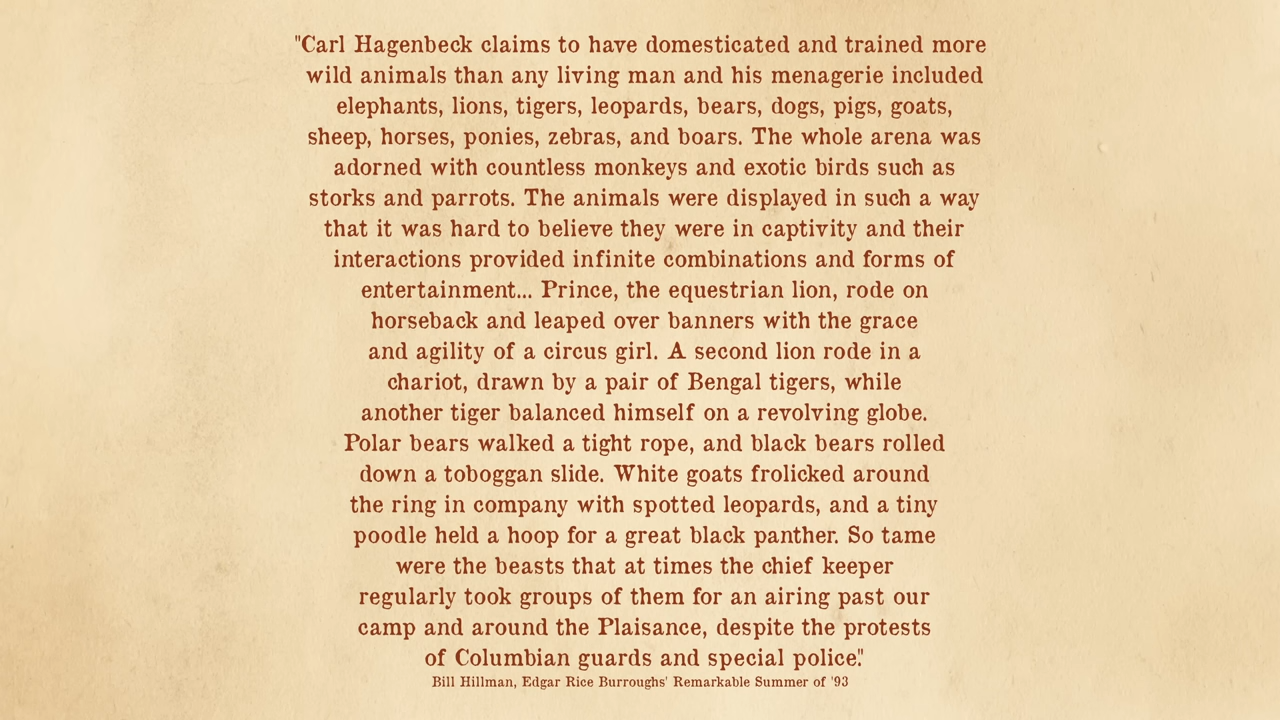 "Carl Hagenbeck claims to have domesticated and trained more
wild animals than any living man and his menagerie included
elephants, lions, tigers, leopards, bears, dogs, pigs, goats,
sheep, horses, ponies, zebras, and boars. The whole arena was
adorned with countless monkeys and exotic birds such as
storks and parrots. The animals were displayed in such a way
that it was hard to believe they were in captivity and their
interactions provided infinite combinations and forms of
entertainment... Prince, the equestrian lion, rode on
horseback and leaped over banners with the grace
and agility of a circus girl. A second lion rode in a
chariot, drawn by a pair of Bengal tigers, while
another tiger balanced himself on a revolving globe.
Polar bears walked a tight rope, and black bears rolled
down a toboggan slide. White goats frolicked around
the ring in company with spotted leopards, and a tiny
poodle held a hoop for a great black panther. So tame
were the beasts that at times the chief keeper
regularly took groups of them for an airing past our
camp and around the Plaisance, despite the protests
of Columbian guards and special police."
Bill Hillman, Edgar Rice Burroughs' Remarkable Summer of '93